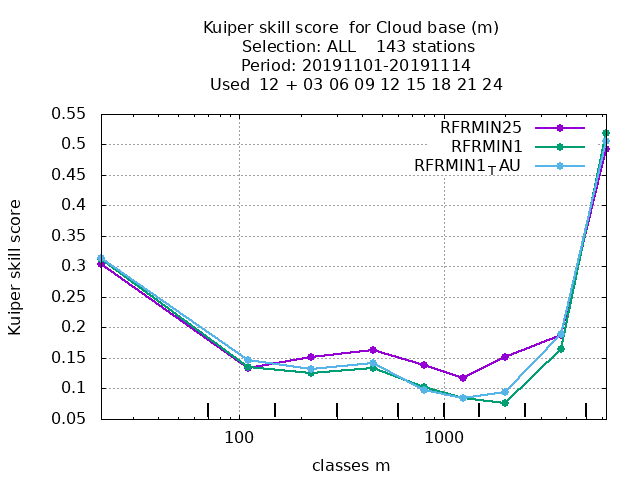 Kuiper skill score  for Cloud base (m)
Selection: ALL    143 stations
Period: 20191101-20191114
Used  12 + 03 06 09 12 15 18 21 24
RFRMIN25
RFRMIN1
RFRMIN1_TAU
Kuiper skill score
0.55
0.5
0.45
0.4
0.35
0.3
0.25
0.2
0.15
0.1
0.05
100 1000
classes m